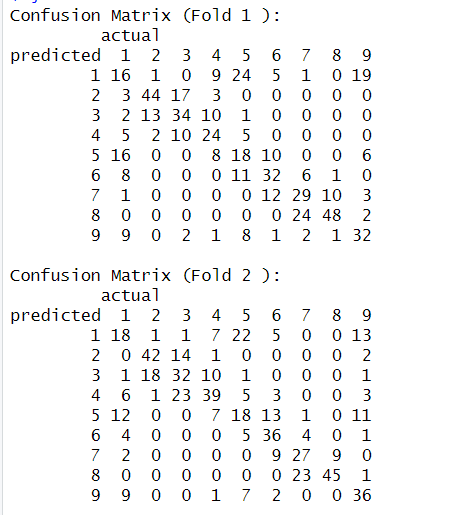 Confusion Matrix (Fold 1 ):
actual
predicted 1 2 3 4 5 6 7 8 9
1 16 1 0 9 24 5 1 0 19
2 3 44 17 3 0 0 0 0 0
3 2 13 34 10 1 0 0 0 0
4 5 2 10 24 5 0 0 0 0
5 16 0 0 8 18 10 0 0 6
6 8 0 0 0 11 32 6 1 0
7 1 0 0 0 0 12 29 10 3
8 0 0 0 0 0 0 24 48 2
9 9 0 2 1 8 1 2 1 32
Confusion Matrix (Fold 2 ):
actual
predicted 1 2 3 4 5 6 7 8 9
1 18 1 1 7 22 5 0 0 13
2 0 42 14 1 0 0 0 0 2
3 1 18 32 10 1 0 0 0 1
4 6 1 23 39 5 3 0 0 3
5 12 0 0 7 18 13 1 0 11
6 4 0 0 0 5 36 4 0 1
7 2 0 0 0 0 9 27 9 0
8 0 0 0 0 0 0 23 45 1
9 9 0 0 1 7 2 0 0 36